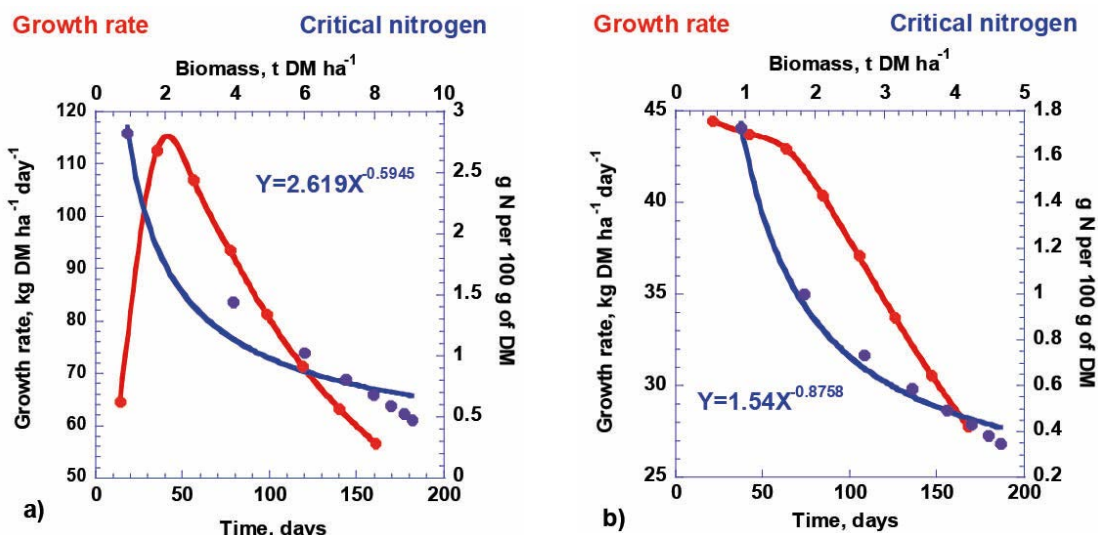 Growth rate Critical nitrogen
Biomass, t DM ha-1
0 2 4 6 8 10
120
110
100
90
80
70
60
50
Growth rate, kg DM ha-1 day-1
Y=2.619X-0.5945
3
2.5
2
1.5
1
0.5
0
g N per 100 g of DM
0 50 100 150 200
Time, days
a)
Growth rate Critical nitrogen
Biomass, t DM ha-1
0 1 2 3 4 5
45
40
35
30
25
Growth rate, kg DM ha-1 day-1
Y=1.54X-0.8758
1.8
1.6
1.4
1.2
1
0.8
0.6
0.4
0.2
g N per 100 g of DM
0 50 100 150 200
Time, days
b)